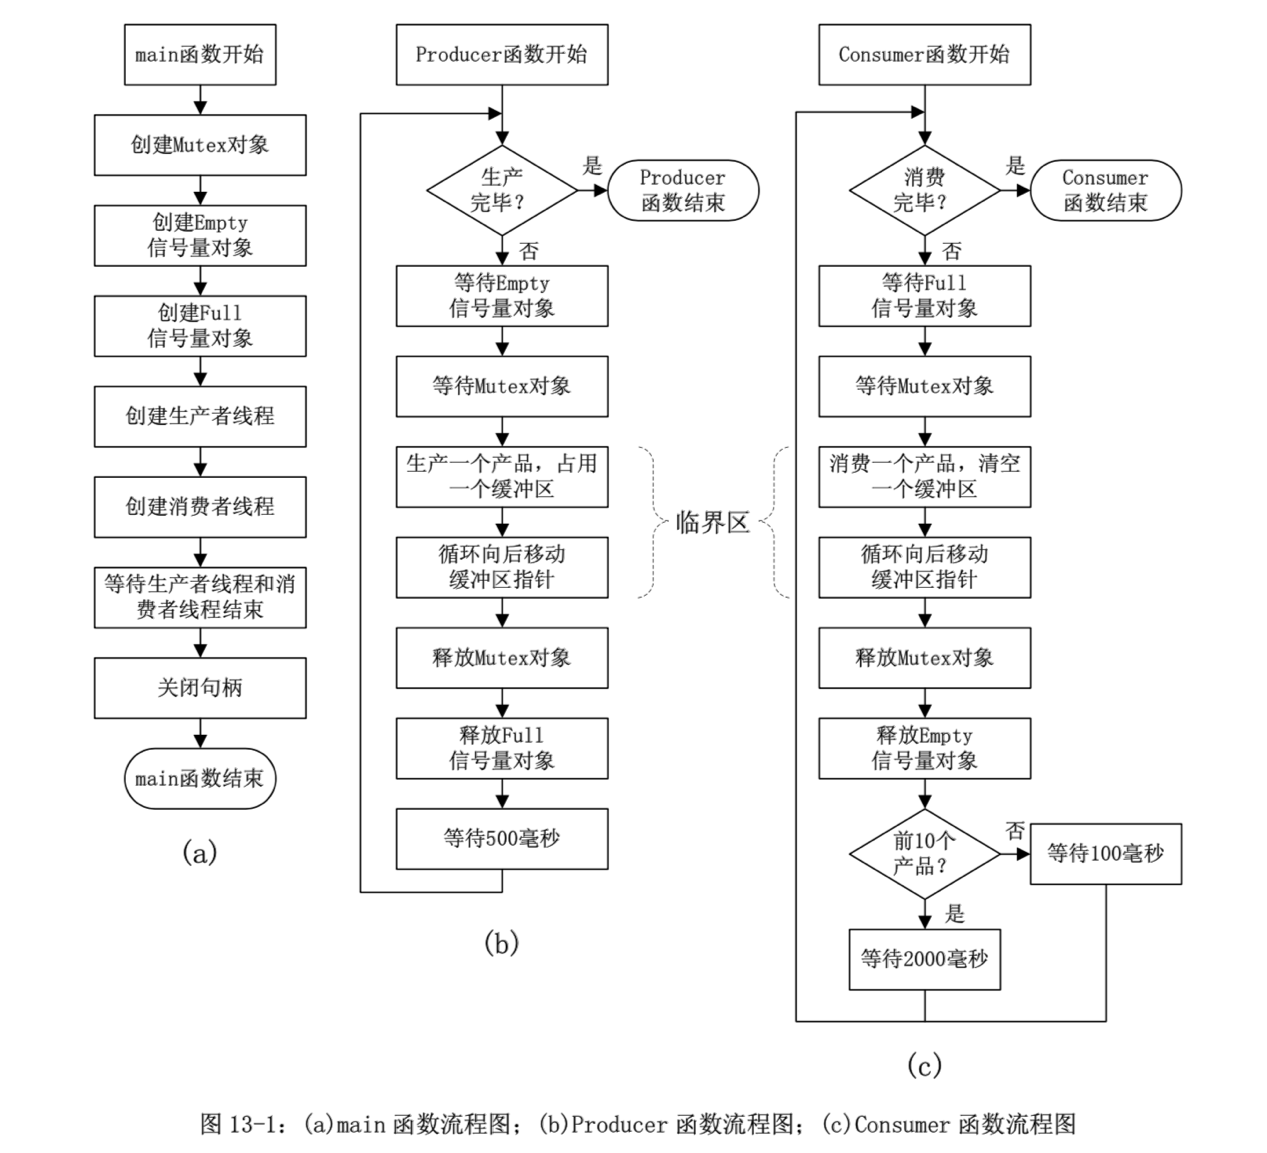 main函数开始
创建Mutex对象
创建Empty
信号量对象
创建Full
信号量对象
创建生产者线程
创建消费者线程
等待生产者线程和消
费者线程结束
关闭句柄
main函数结束
(a)
Producer函数开始
生产
完毕？
是
Producer
函数结束
否
等待Empty
信号量对象
等待Mutex对象
生产一个产品，占用
一个缓冲区
循环向后移动
缓冲区指针
临界区
释放Mutex对象
释放Full
信号量对象
等待500毫秒
(b)
Consumer函数开始
消费
完毕？
是
Consumer
函数结束
否
等待Full
信号量对象
等待Mutex对象
消费一个产品，清空
一个缓冲区
循环向后移动
缓冲区指针
释放Mutex对象
释放Empty
信号量对象
前10个
产品？
否
等待100毫秒
是
等待2000毫秒
(c)
图 13-1：(a)main 函数流程图；(b)Producer 函数流程图；(c)Consumer 函数流程图